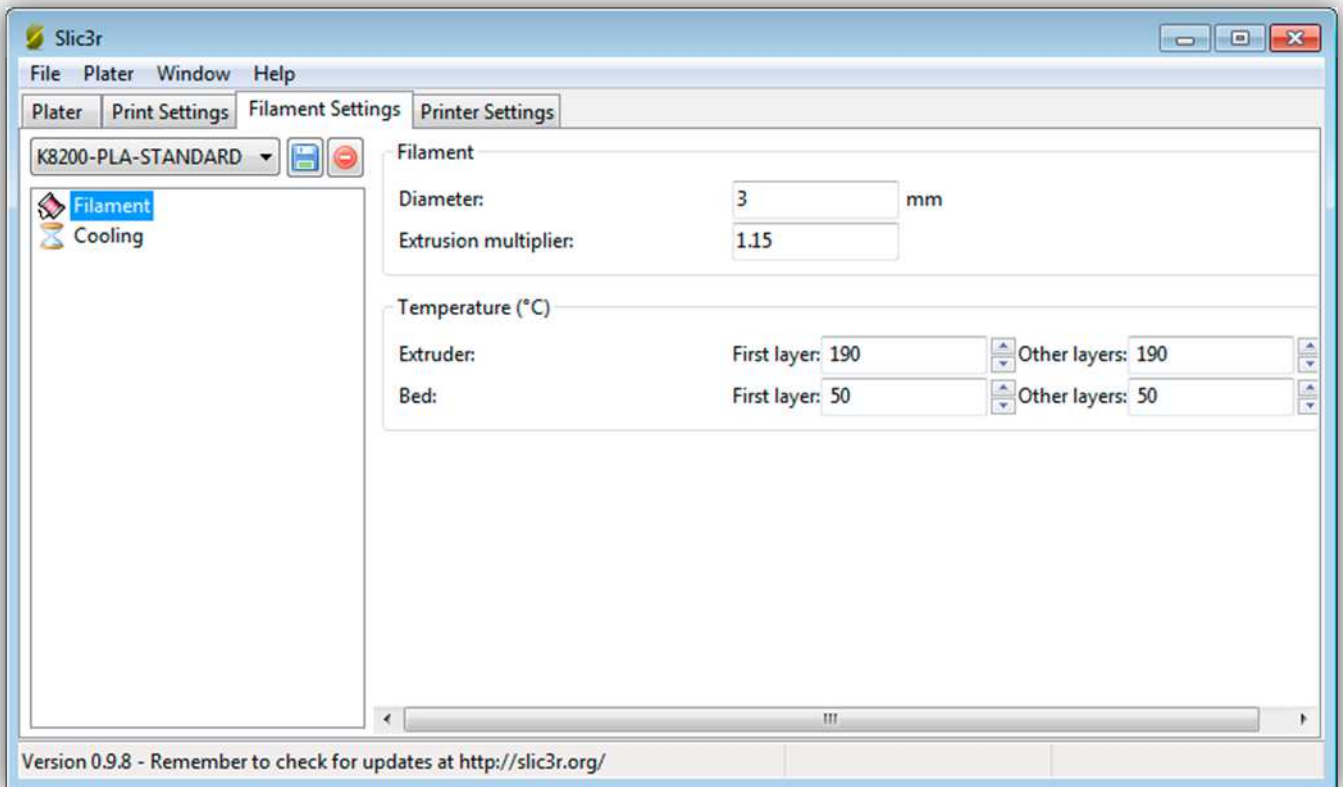 Slic3r
File Plater Window Help
Plater Print Settings Filament Settings Printer Settings
K8200-PLA-STANDARD
Filament
Cooling
Filament
Diameter: 3 mm
Extrusion multiplier: 1.15
Temperature (°C)
Extruder: First layer: 190 Other layers: 190
Bed: First layer: 50 Other layers: 50
Version 0.9.8 - Remember to check for updates at http://slic3r.org/